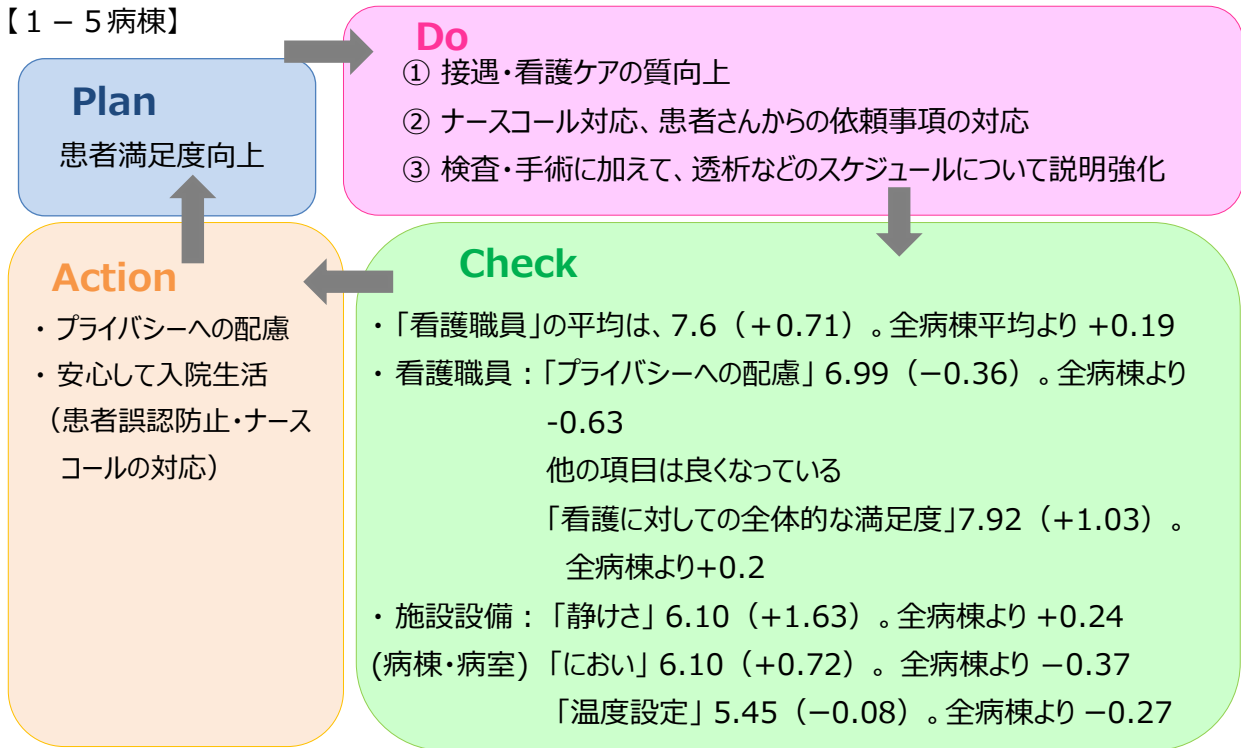 【１－５病棟】
Plan
患者満足度向上
Do
① 接遇・看護ケアの質向上
② ナースコール対応、患者さんからの依頼事項の対応
③ 検査・手術に加えて、透析などのスケジュールについて説明強化
Check
・「看護職員」の平均は、7.6（＋0.71）。全病棟平均より +0.19
・看護職員：「プライバシーへの配慮」 6.99（－0.36）。全病棟より
-0.63
他の項目は良くなっている
「看護に対しての全体的な満足度」7.92（+1.03）。
全病棟より+0.2
・施設設備：「静けさ」 6.10（+1.63）。全病棟より +0.24
(病棟・病室) 「におい」 6.10（+0.72）。 全病棟より －0.37
「温度設定」 5.45（－0.08）。全病棟より －0.27
Action
・プライバシーへの配慮
・安心して入院生活
（患者誤認防止・ナース
コールの対応）